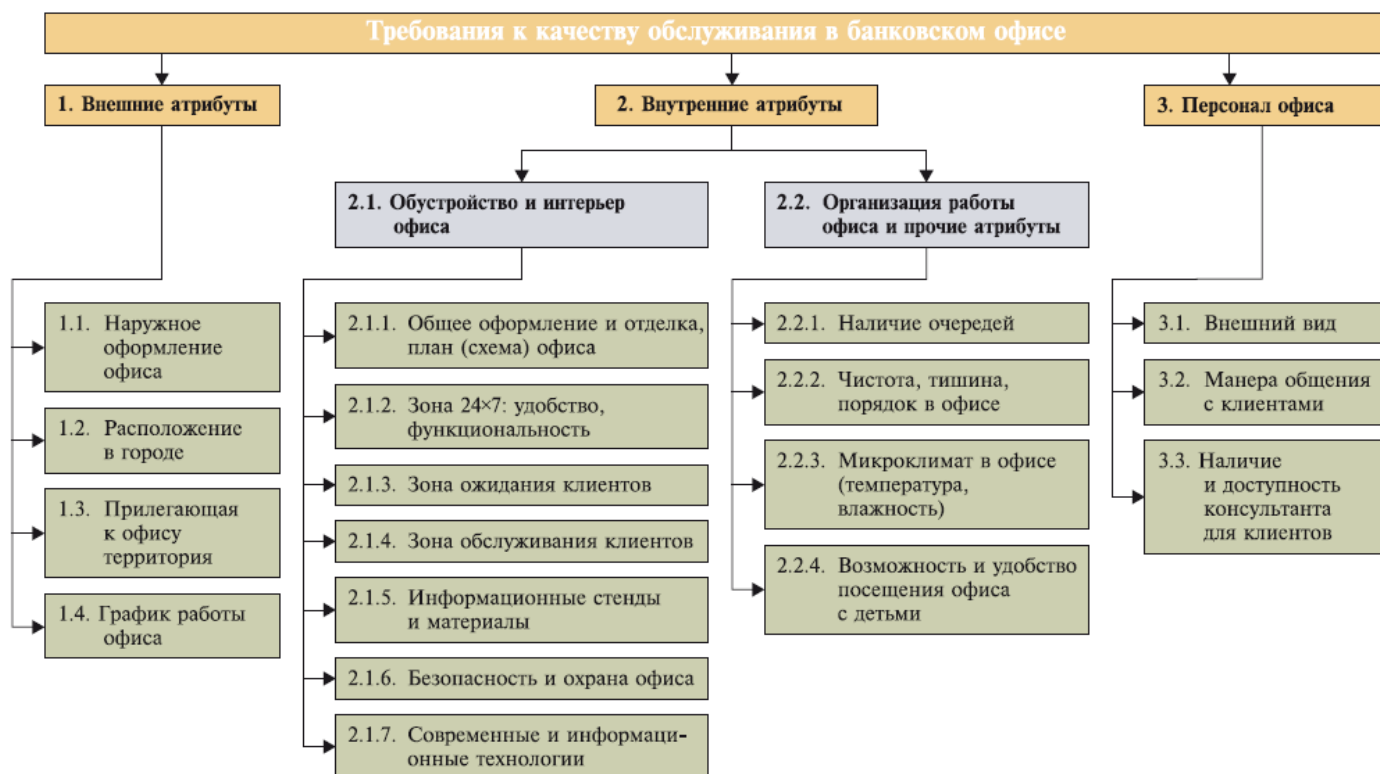 Требования к качеству обслуживания в банковском офисе
1. Внешние атрибуты
2. Внутренние атрибуты
3. Персонал офиса
2.1. Обустройство и интерьер
офиса
2.2. Организация работы
офиса и прочие атрибуты
1.1. Наружное
оформление
офиса
1.2. Расположение
в городе
1.3. Прилегающая
к офису
территория
1.4. График работы
офиса
2.1.1. Общее оформление и отделка,
план (схема) офиса
2.1.2. Зона 24×7: удобство,
функциональность
2.1.3. Зона ожидания клиентов
2.1.4. Зона обслуживания клиентов
2.1.5. Информационные стенды
и материалы
2.1.6. Безопасность и охрана офиса
2.1.7. Современные и информаци-
онные технологии
2.2.1. Наличие очередей
2.2.2. Чистота, тишина,
порядок в офисе
2.2.3. Микроклимат в офисе
(температура,
влажность)
2.2.4. Возможность и удобство
посещения офиса
с детьми
3.1. Внешний вид
3.2. Манера общения
с клиентами
3.3. Наличие
и доступность
консультанта
для клиентов